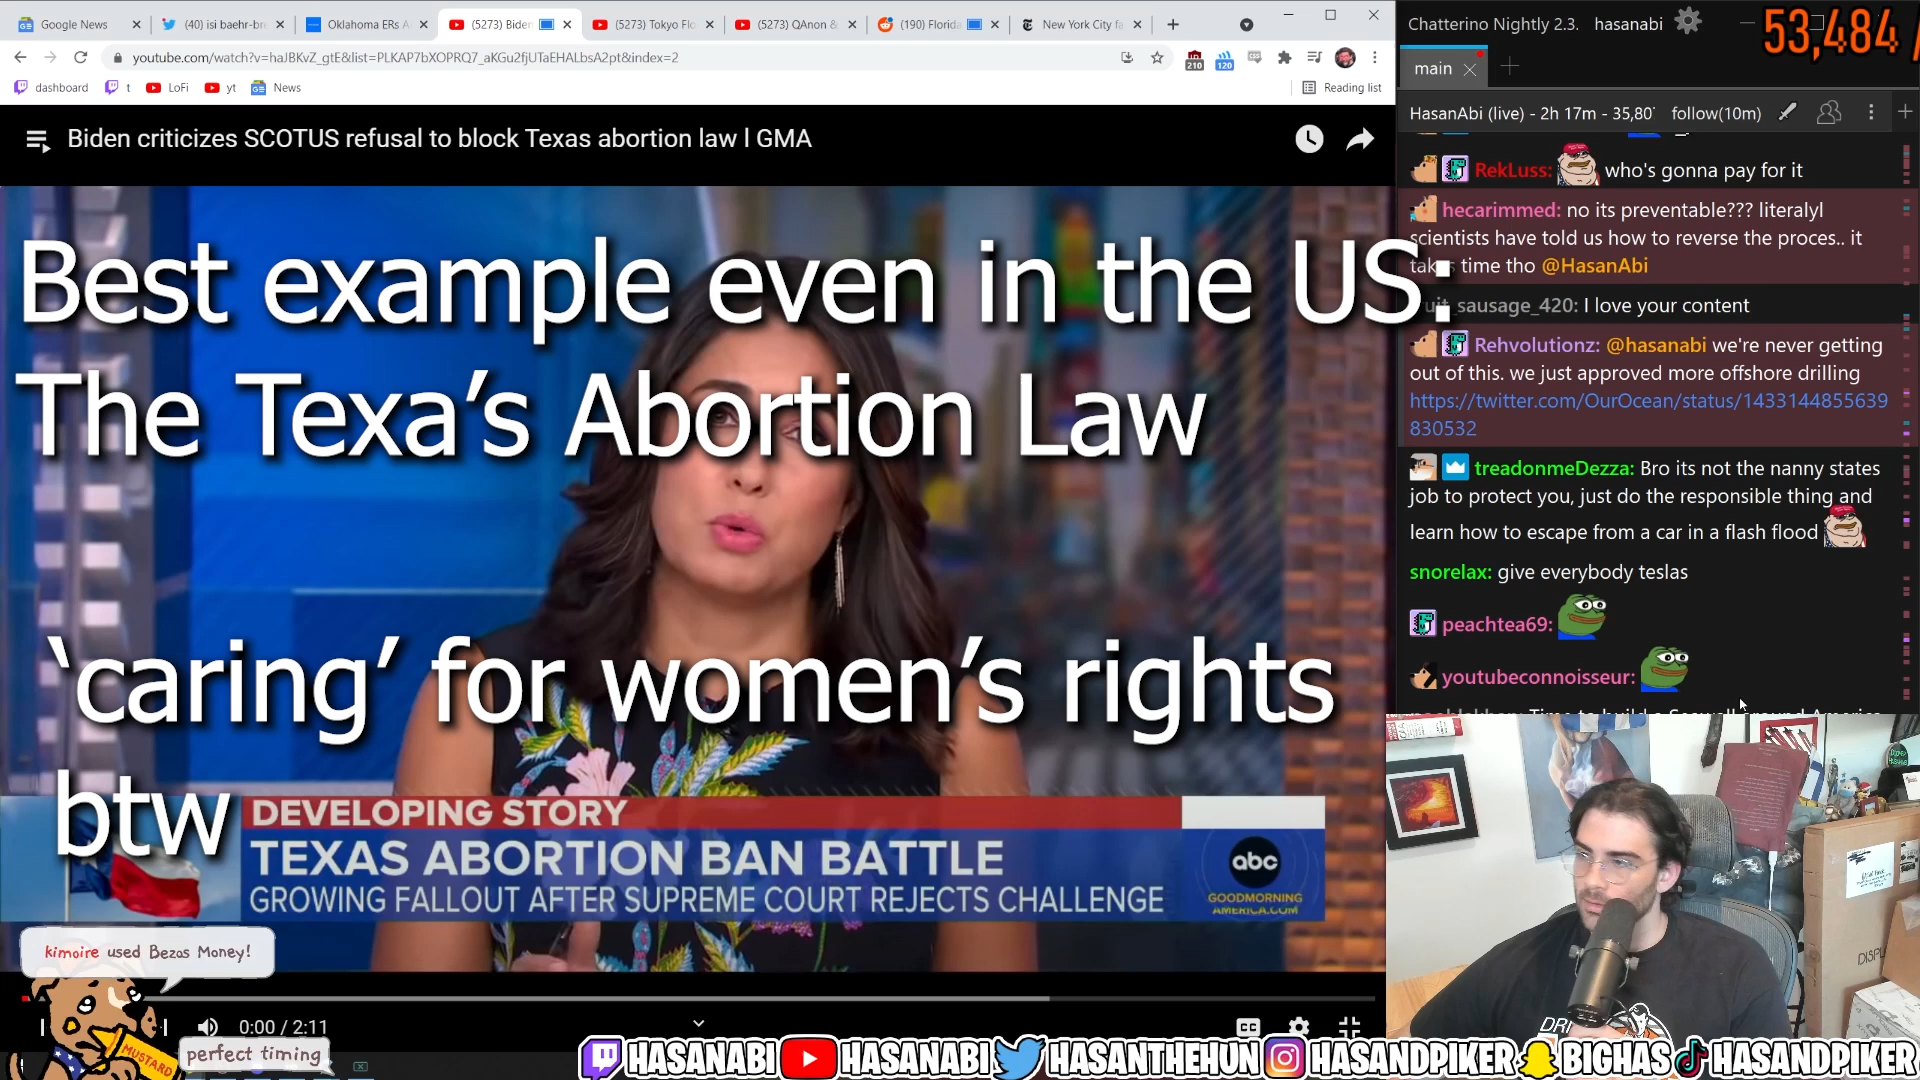 Google News
(40) isi baehr-br
Oklahoma ERs A
(5273) Biden
(5273) Tokyo Flo
(5273) QAnon &
(190) Florida
New York City fa
youtube.com/watch?v=haJBKvZ_gtE&list=PLKAP7bXOPRQ7_aKGu2fjUTaEHALbsA2pt&index=2
210
120
dashboard
t
LoFi
yt
News
Reading list
Biden criticizes SCOTUS refusal to block Texas abortion law l GMA
Best example even in the US:
The Texa’s Abortion Law
‘caring’ for women’s rights
btw
DEVELOPING STORY
TEXAS ABORTION BAN BATTLE
GROWING FALLOUT AFTER SUPREME COURT REJECTS CHALLENGE
abc
GOODMORNING
AMERICA.COM
kimoire used Bezos Money!
MUSTARD
perfect timing
0:00 / 2:11
CC
Chatterino Nightly 2.3.
hasanabi
53,484 /
main
HasanAbi (live) - 2h 17m - 35,80
follow(10m)
RekLuss: who's gonna pay for it
hecarimmed: no its preventable??? literalyl
scientists have told us how to reverse the proces.. it
takes time tho @HasanAbi
uit_sausage_420: I love your content
Rehvolutionz: @hasanabi we're never getting
out of this. we just approved more offshore drilling
https://twitter.com/OurOcean/status/1433144855639
830532
treadonmeDezza: Bro its not the nanny states
job to protect you, just do the responsible thing and
learn how to escape from a car in a flash flood
snorelax: give everybody teslas
peachtea69:
youtubeconnoisseur:
HASANABI
HASANABI
HASANTHEHUN
HASANDPIKER
BIGHAS
HASANDPIKER